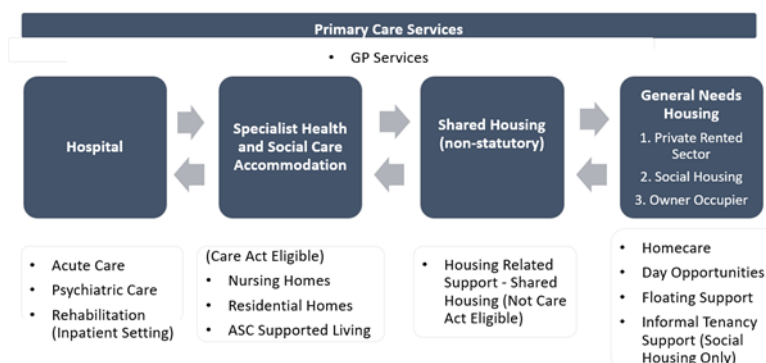 Primary Care Services
• GP Services
Hospital
Specialist Health
and Social Care
Accommodation
Shared Housing
(non-statutory)
General Needs
Housing
1. Private Rented
Sector
2. Social Housing
3. Owner Occupier
• Acute Care
• Psychiatric Care
• Rehabilitation
(Inpatient Setting)
(Care Act Eligible)
• Nursing Homes
• Residential Homes
• ASC Supported Living
• Housing Related
Support - Shared
Housing (Not Care
Act Eligible)
• Homecare
• Day Opportunities
• Floating Support
• Informal Tenancy
Support (Social
Housing Only)